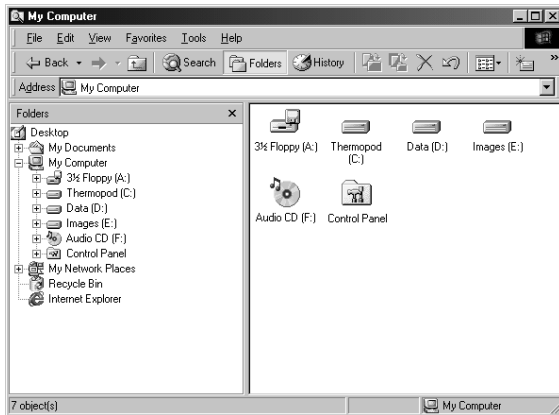 My Computer
File Edit View Favorites Tools Help
Back Search Folders History
Address My Computer
Folders
Desktop
My Documents
My Computer
3½ Floppy (A:)
Thermopod (C:)
Data (D:)
Images (E:)
Audio CD (F:)
Control Panel
My Network Places
Recycle Bin
Internet Explorer
3½ Floppy (A:) Thermopod (C:) Data (D:) Images (E:)
Audio CD (F:) Control Panel
7 object(s) My Computer